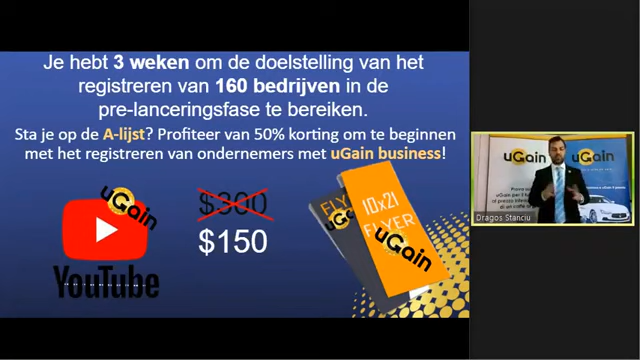 Je hebt 3 weken om de doelstelling van het
registreren van 160 bedrijven in de
pre-lanceringsfase te bereiken.
Sta je op de A-lijst? Profiteer van 50% korting om te beginnen
met het registreren van ondernemers met uGain business!
uGain
YouTube
$300
$150
FLYER
uGain
10x21
FLYER
uGain
uGain
uGain
Dragos Stanciu